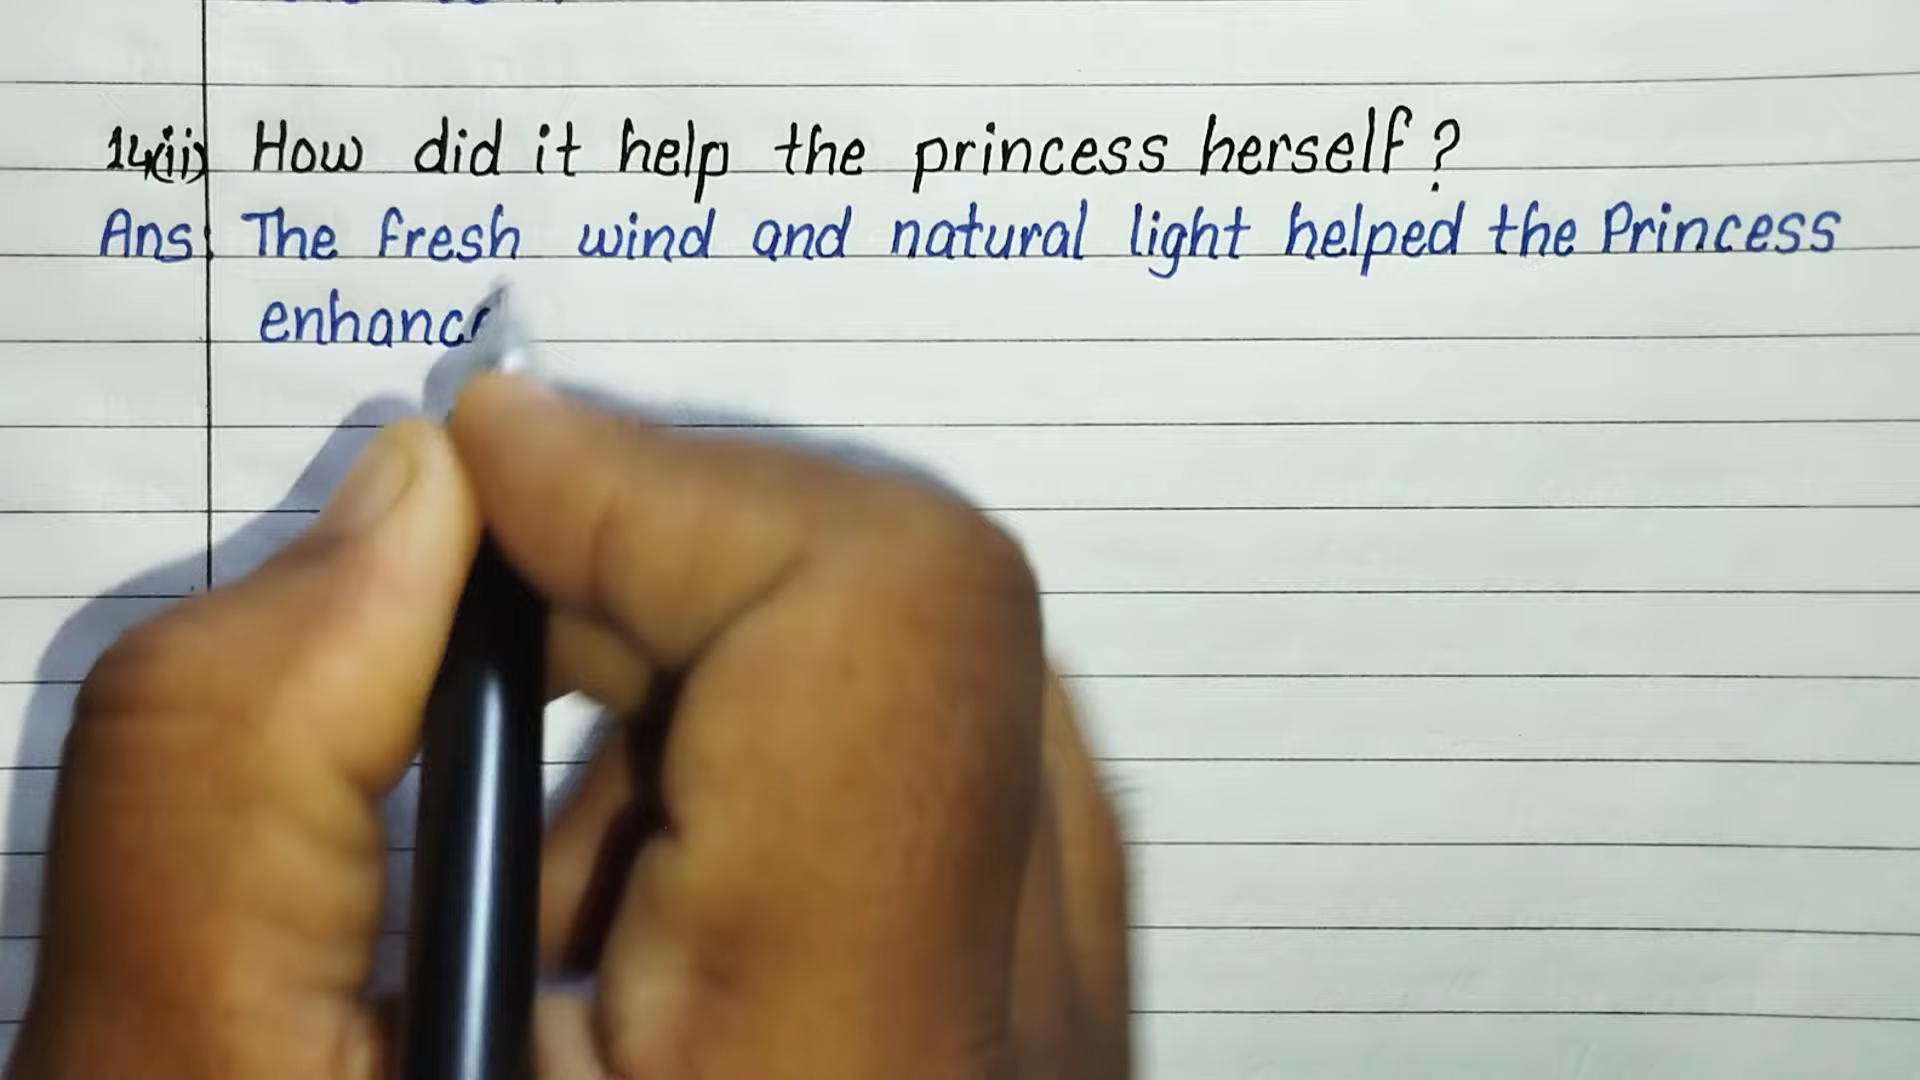 14(ii) How did it help the princess herself?
Ans. The fresh wind and natural light helped the Princess
enhanc